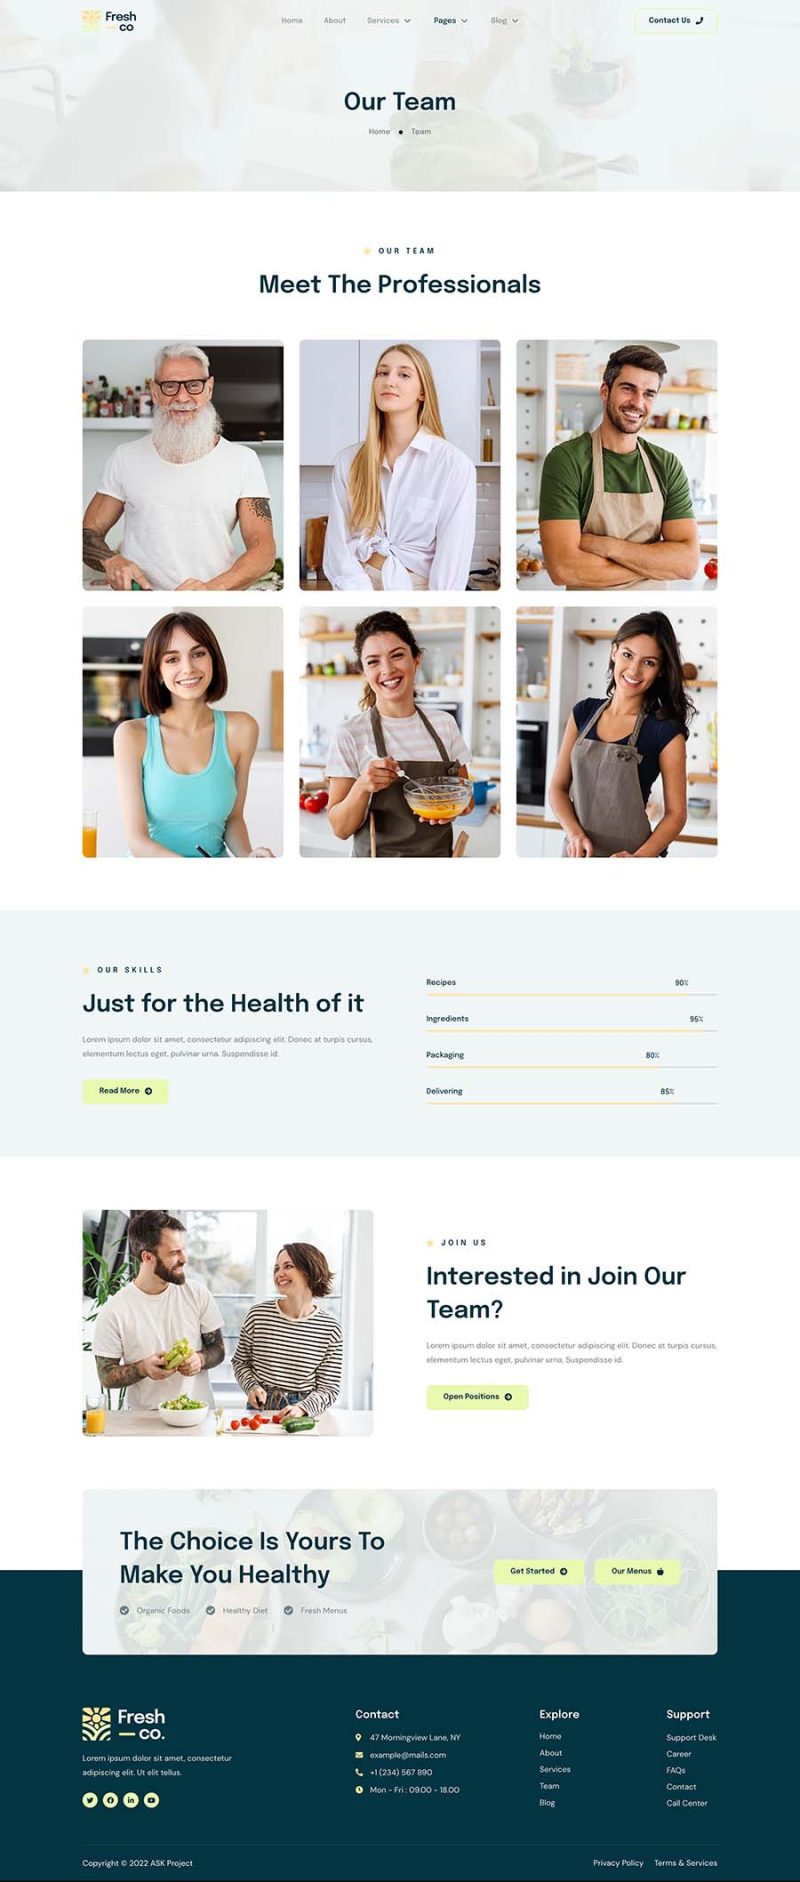 Fresh
co
Home About Services Pages Blog
Contact Us
Our Team
Home Team
OUR TEAM
Meet The Professionals
OUR SKILLS
Just for the Health of it
Lorem ipsum dolor sit amet, consectetur adipiscing elit. Donec at turpis cursus,
elementum lectus eget, pulvinar urna. Suspendisse id.
Read More
Recipes 90%
Ingredients 95%
Packaging 80%
Delivering 85%
JOIN US
Interested in Join Our
Team?
Lorem ipsum dolor sit amet, consectetur adipiscing elit. Donec at turpis cursus,
elementum lectus eget, pulvinar urna. Suspendisse id.
Open Positions
The Choice Is Yours To
Make You Healthy
Organic Foods Healthy Diet Fresh Menus
Get Started
Our Menus
Fresh
co.
Lorem ipsum dolor sit amet, consectetur
adipiscing elit. Ut elit tellus.
Contact
47 Morningview Lane, NY
example@mails.com
+1 (234) 567 890
Mon - Fri : 09.00 - 18.00
Explore
Home
About
Services
Team
Blog
Support
Support Desk
Career
FAQs
Contact
Call Center
Copyright © 2022 ASK Project
Privacy Policy Terms & Services